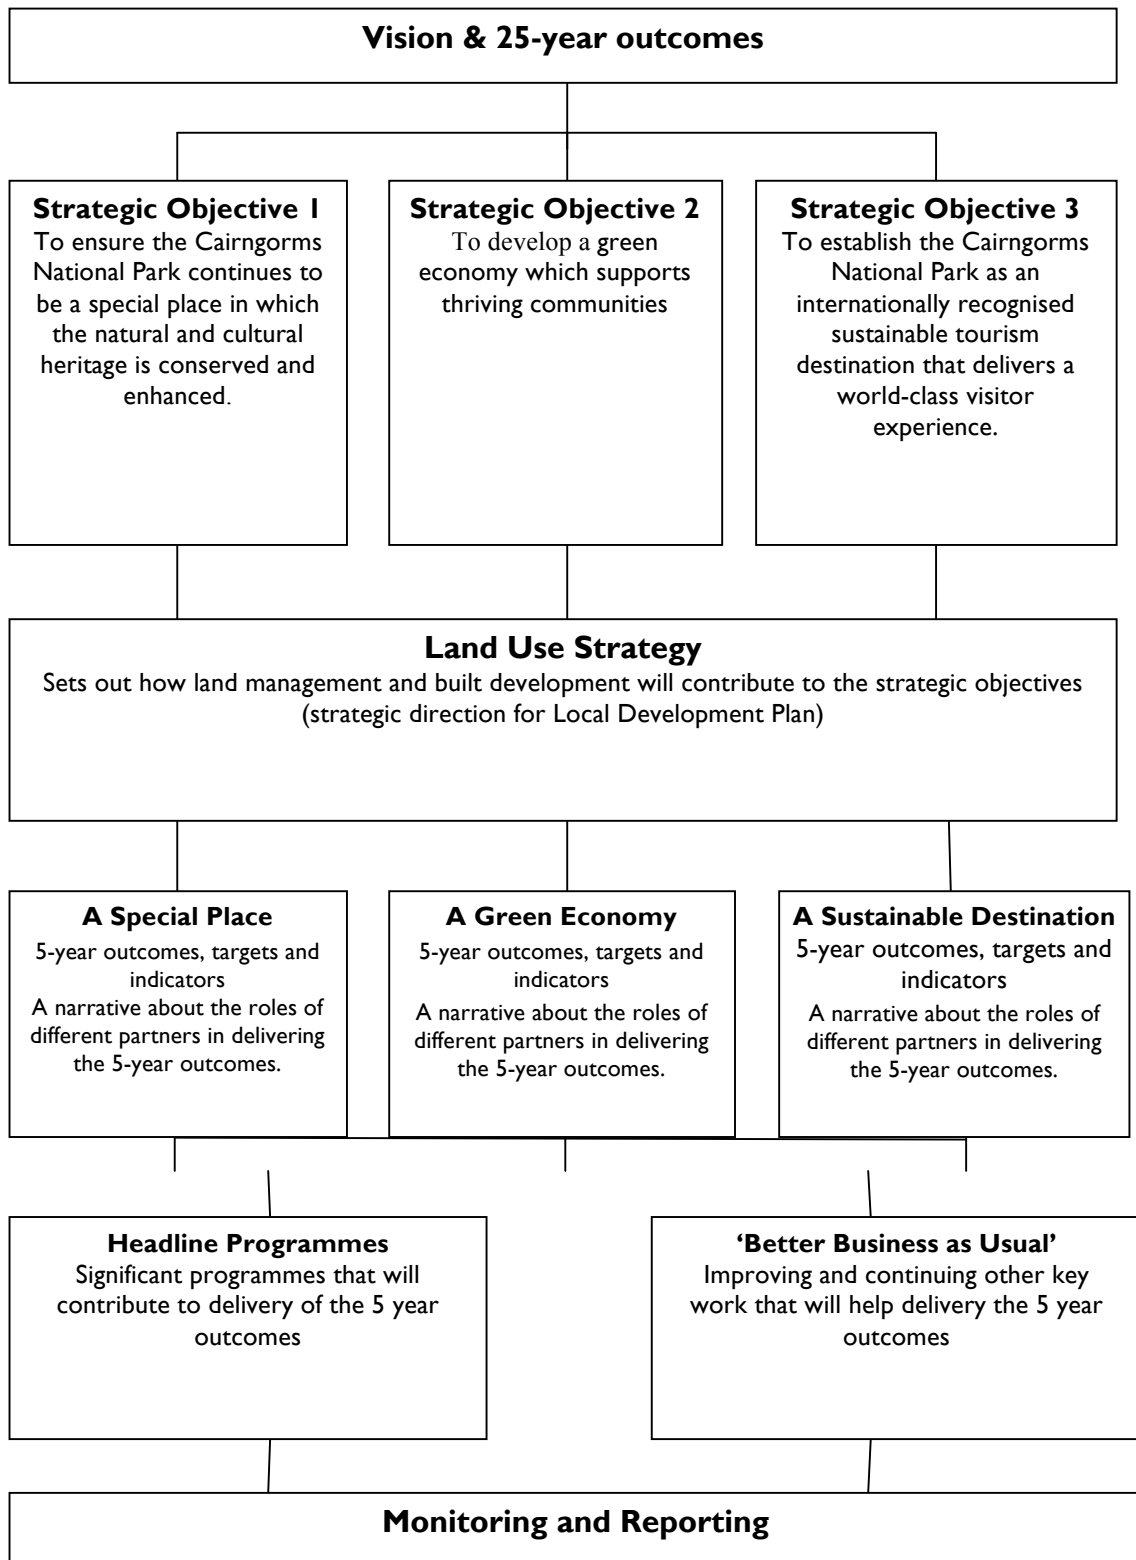 Vision & 25-year outcomes
Strategic Objective 1
To ensure the Cairngorms
National Park continues to
be a special place in which
the natural and cultural
heritage is conserved and
enhanced.
Strategic Objective 2
To develop a green
economy which supports
thriving communities
Strategic Objective 3
To establish the Cairngorms
National Park as an
internationally recognised
sustainable tourism
destination that delivers a
world-class visitor
experience.
Land Use Strategy
Sets out how land management and built development will contribute to the strategic objectives
(strategic direction for Local Development Plan)
A Special Place
5-year outcomes, targets and
indicators
A narrative about the roles of
different partners in delivering
the 5-year outcomes.
A Green Economy
5-year outcomes, targets and
indicators
A narrative about the roles of
different partners in delivering
the 5-year outcomes.
A Sustainable Destination
5-year outcomes, targets and
indicators
A narrative about the roles of
different partners in delivering
the 5-year outcomes.
Headline Programmes
Significant programmes that will
contribute to delivery of the 5 year
outcomes
‘Better Business as Usual’
Improving and continuing other key
work that will help delivery the 5 year
outcomes
Monitoring and Reporting